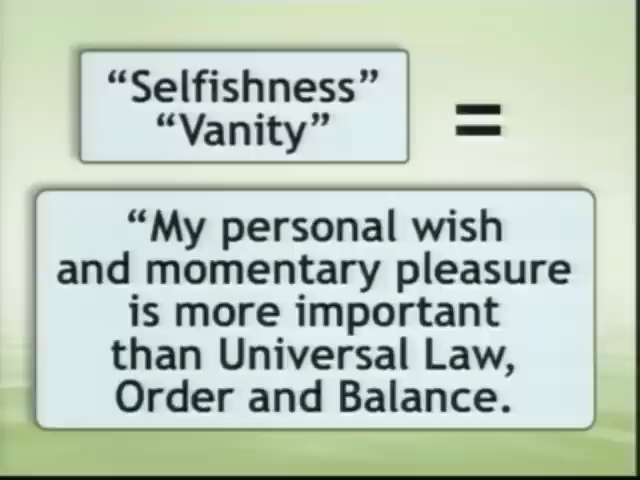 “Selfishness”
“Vanity”
=
“My personal wish
and momentary pleasure
is more important
than Universal Law,
Order and Balance.